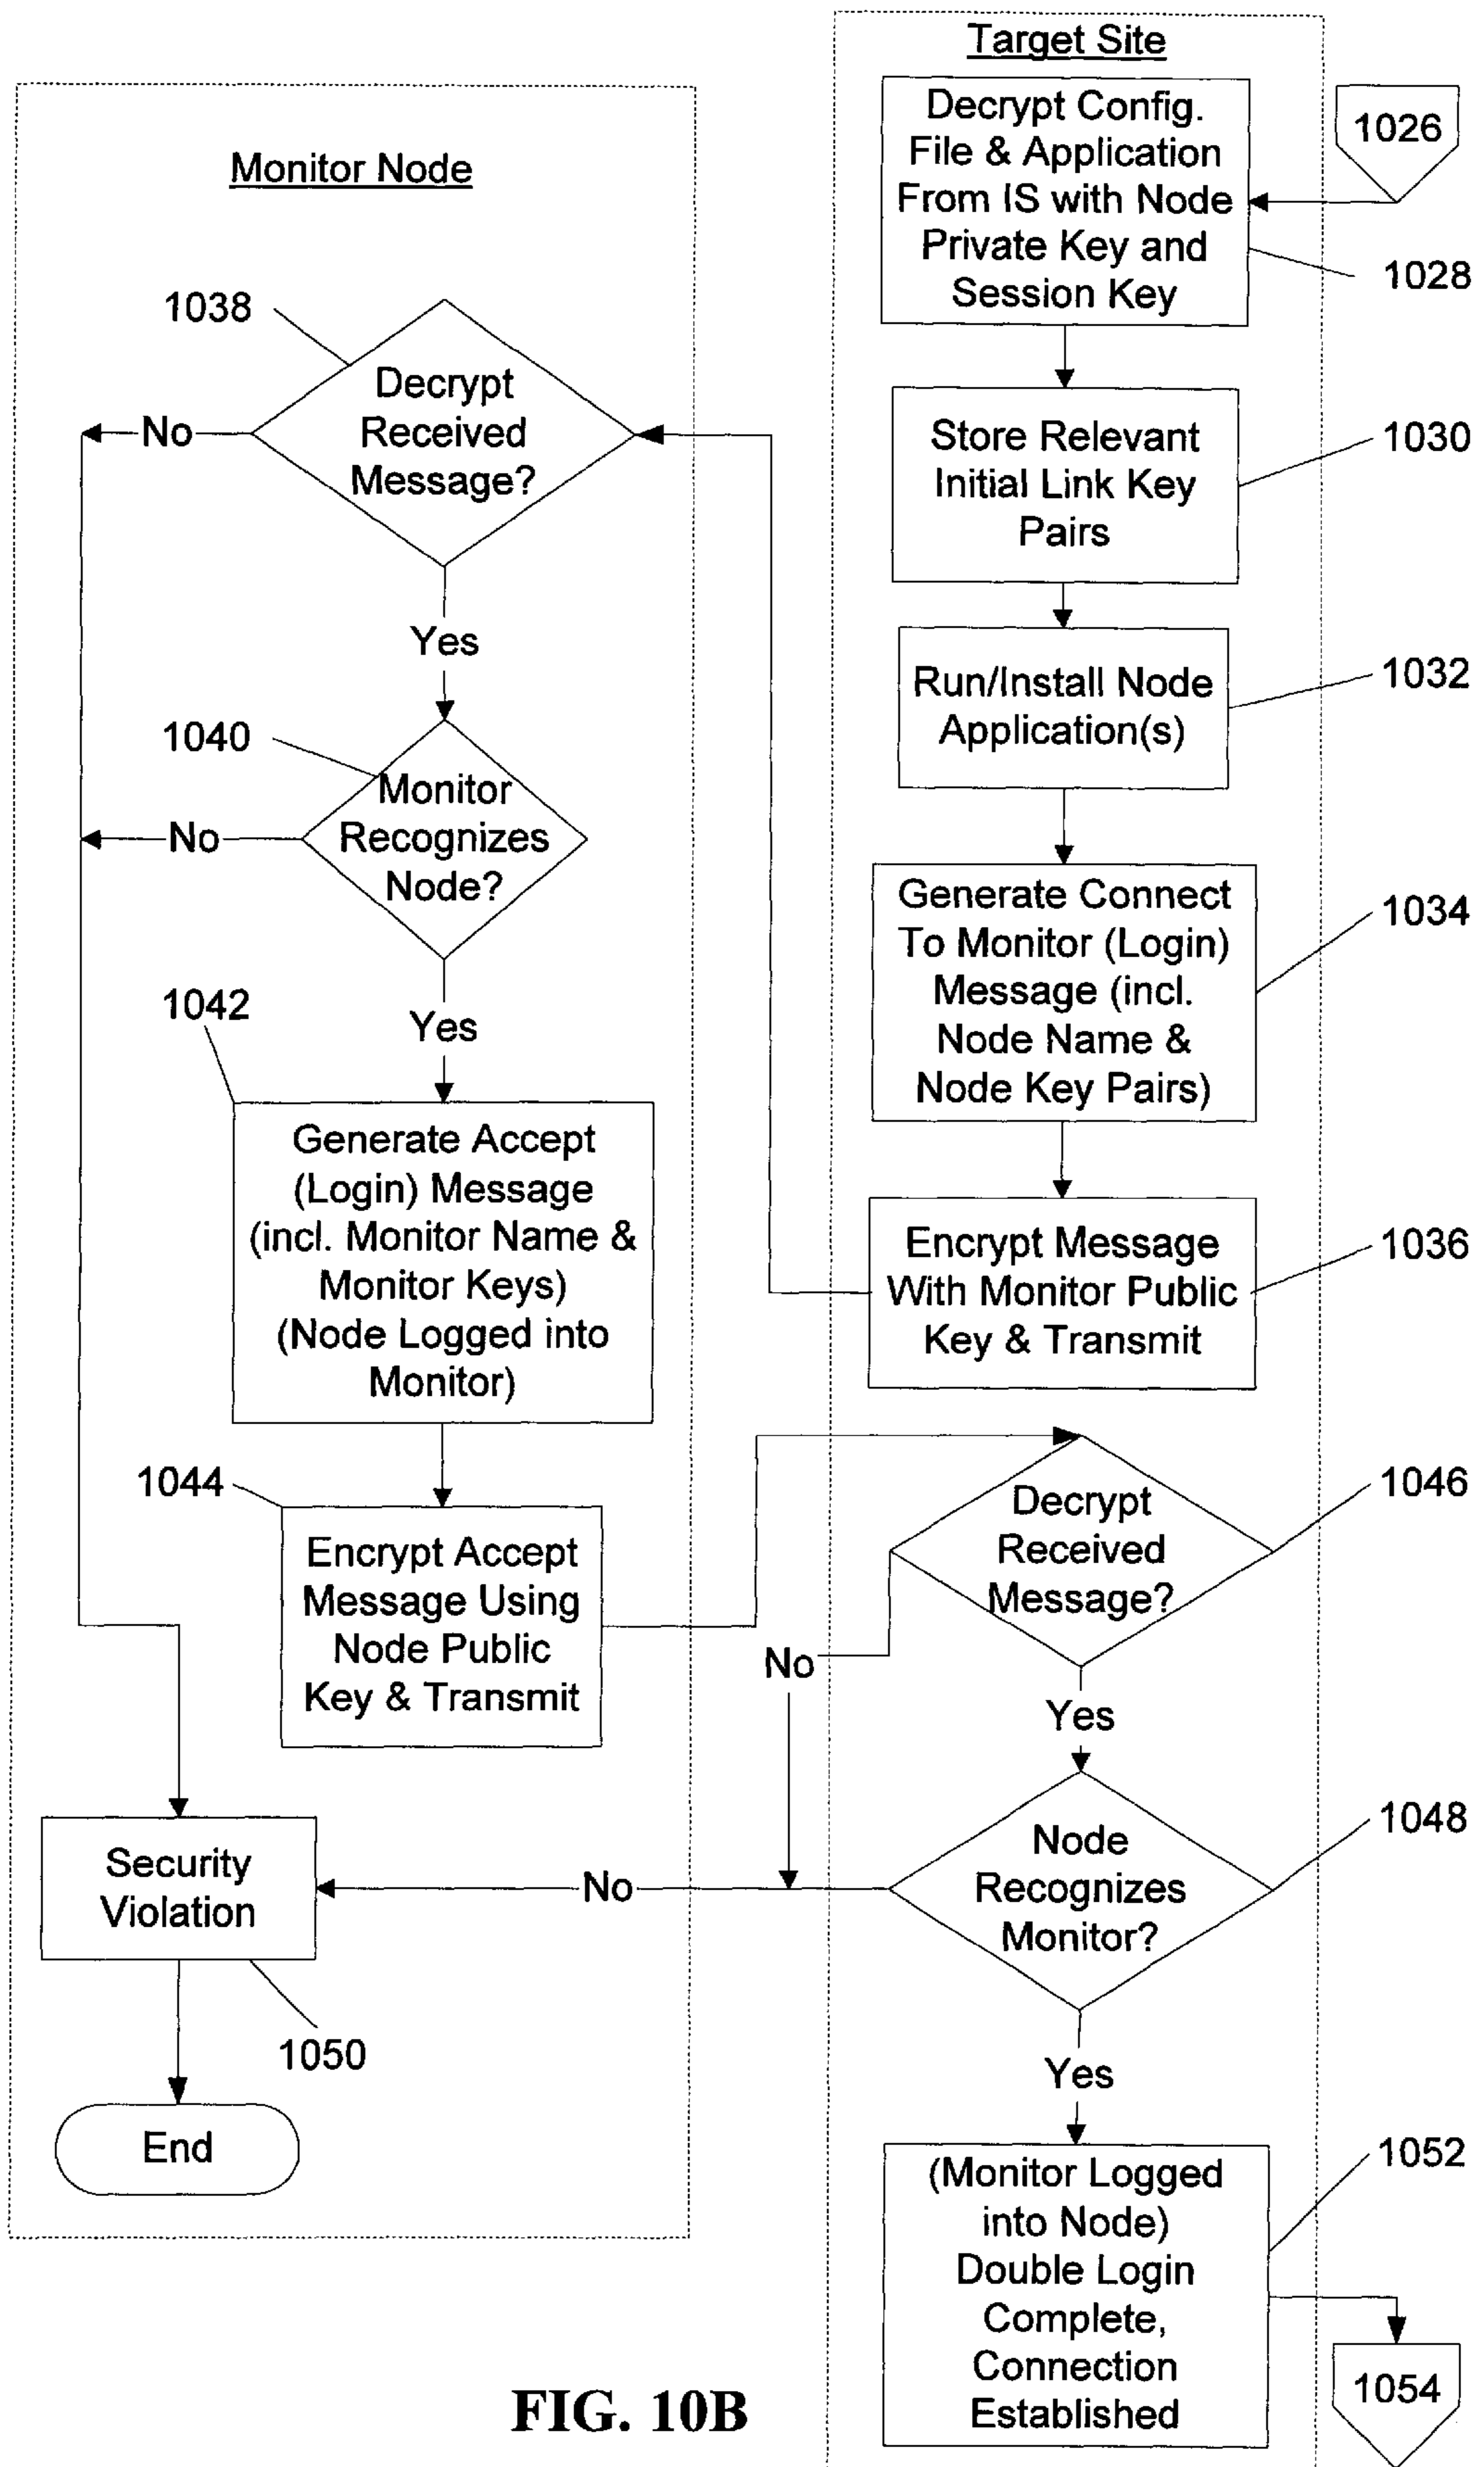 Target Site
Decrypt Config.
File & Application
From IS with Node
Private Key and
Session Key
1026
1028
Store Relevant
Initial Link Key
Pairs
1030
Run/Install Node
Application(s)
1032
Generate Connect
To Monitor (Login)
Message (incl.
Node Name &
Node Key Pairs)
1034
Encrypt Message
With Monitor Public
Key & Transmit
1036
Monitor Node
1038
Decrypt
Received
Message?
No
Yes
1040
Monitor
Recognizes
Node?
No
Yes
1042
Generate Accept
(Login) Message
(incl. Monitor Name &
Monitor Keys)
(Node Logged into
Monitor)
1044
Encrypt Accept
Message Using
Node Public
Key & Transmit
Decrypt
Received
Message?
1046
No
Yes
Node
Recognizes
Monitor?
1048
No
Yes
Security
Violation
1050
End
(Monitor Logged
into Node)
Double Login
Complete,
Connection
Established
1052
1054
FIG. 10B